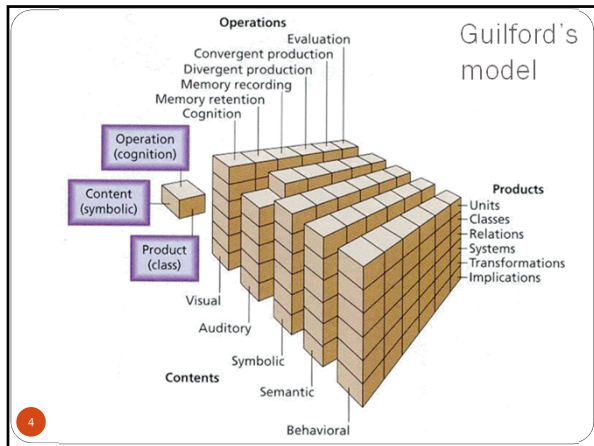 Guilford's
model
Operations
Evaluation
Convergent production
Divergent production
Memory recording
Memory retention
Cognition
Operation
(cognition)
Content
(symbolic)
Product
(class)
Products
Units
Classes
Relations
Systems
Transformations
Implications
Visual
Auditory
Symbolic
Semantic
Behavioral
Contents
4